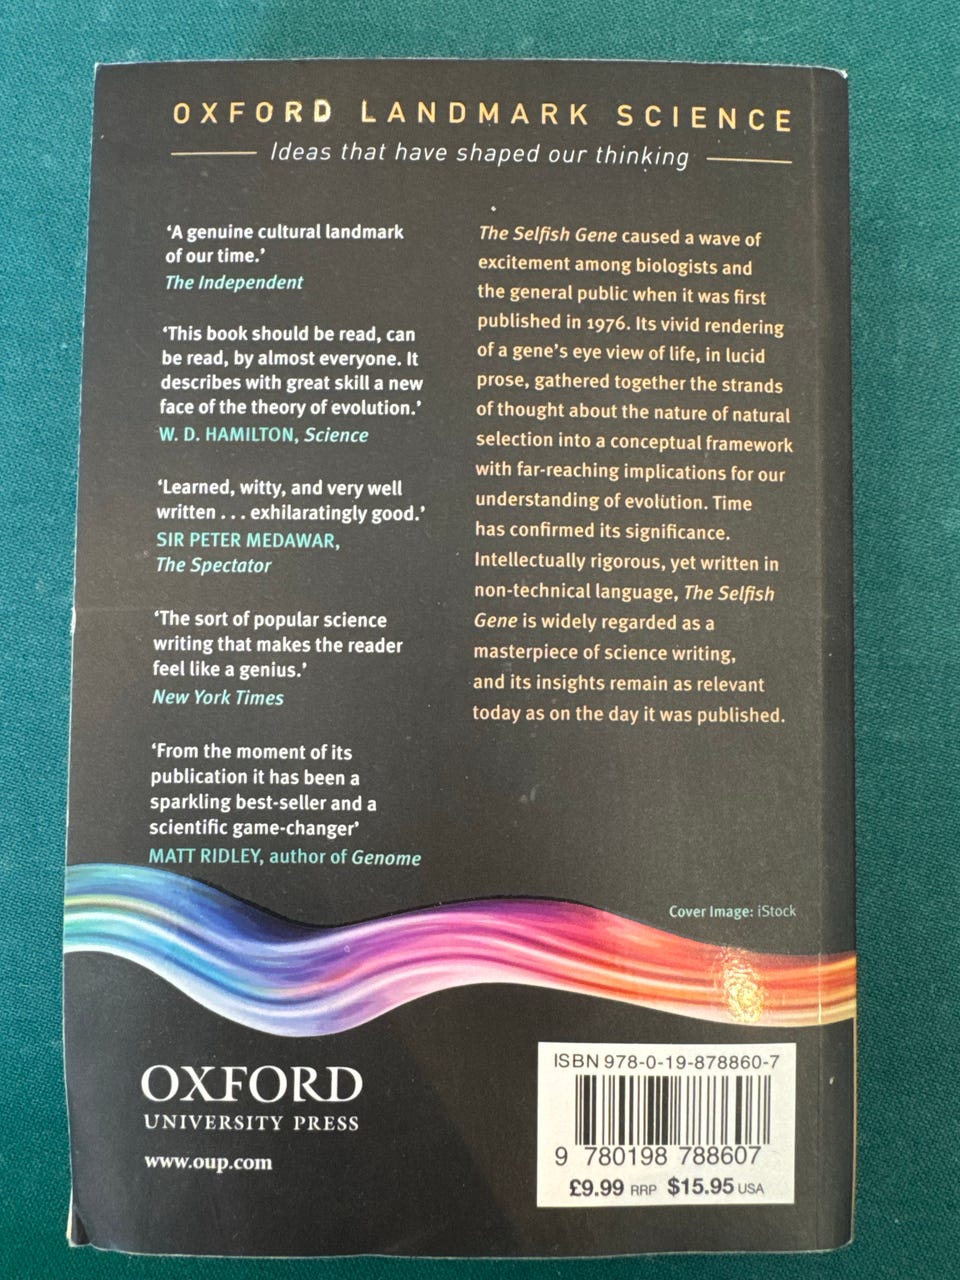 OXFORD LANDMARK SCIENCE
Ideas that have shaped our thinking
‘A genuine cultural landmark
of our time.’
The Independent
‘This book should be read, can
be read, by almost everyone. It
describes with great skill a new
face of the theory of evolution.’
W. D. HAMILTON, Science
‘Learned, witty, and very well
written . . . exhilaratingly good.’
SIR PETER MEDAWAR,
The Spectator
‘The sort of popular science
writing that makes the reader
feel like a genius.’
New York Times
‘From the moment of its
publication it has been a
sparkling best-seller and a
scientific game-changer’
MATT RIDLEY, author of Genome
The Selfish Gene caused a wave of
excitement among biologists and
the general public when it was first
published in 1976. Its vivid rendering
of a gene’s eye view of life, in lucid
prose, gathered together the strands
of thought about the nature of natural
selection into a conceptual framework
with far-reaching implications for our
understanding of evolution. Time
has confirmed its significance.
Intellectually rigorous, yet written in
non-technical language, The Selfish
Gene is widely regarded as a
masterpiece of science writing,
and its insights remain as relevant
today as on the day it was published.
Cover Image: iStock
OXFORD
UNIVERSITY PRESS
www.oup.com
ISBN 978-0-19-878860-7
9 780198 788607
£9.99 RRP $15.95 USA